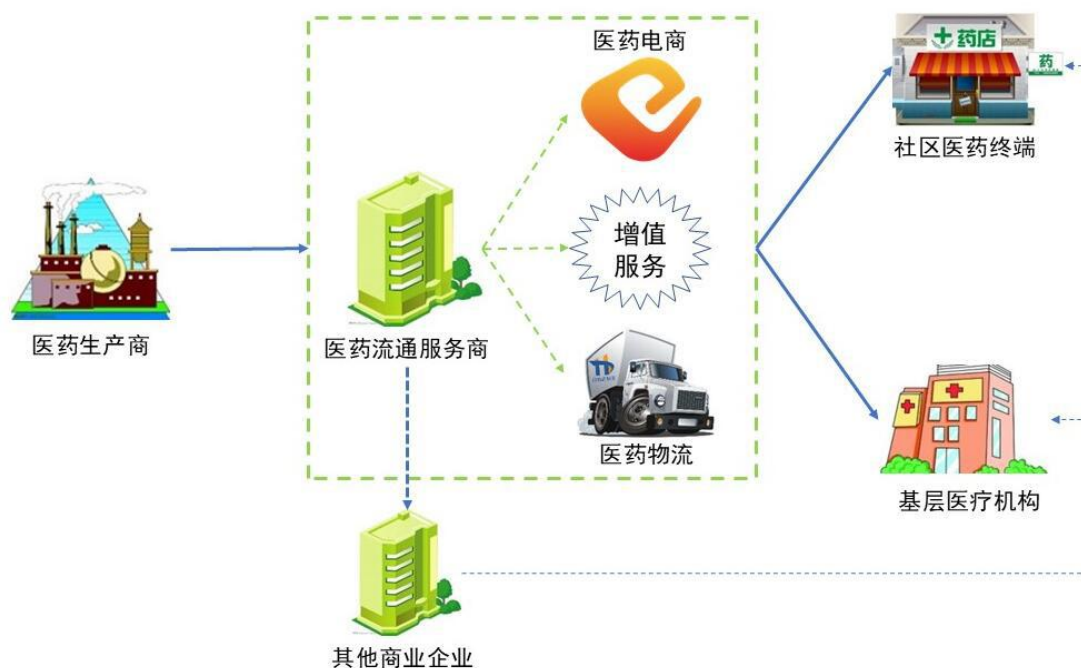 医药电商
药店
药
社区医药终端
增值
服务
医药生产商
医药流通服务商
医药物流
基层医疗机构
其他商业企业